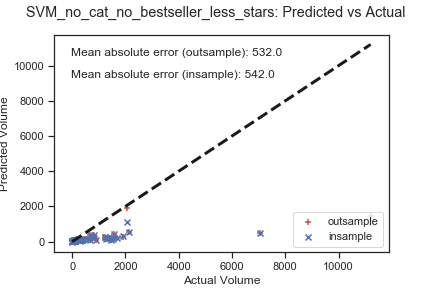 SVM_no_cat_no_bestseller_less_stars: Predicted vs Actual
Mean absolute error (outsample): 532.0
Mean absolute error (insample): 542.0
10000
8000
6000
4000
2000
0
Predicted Volume
0 2000 4000 6000 8000 10000
Actual Volume
outsample
insample